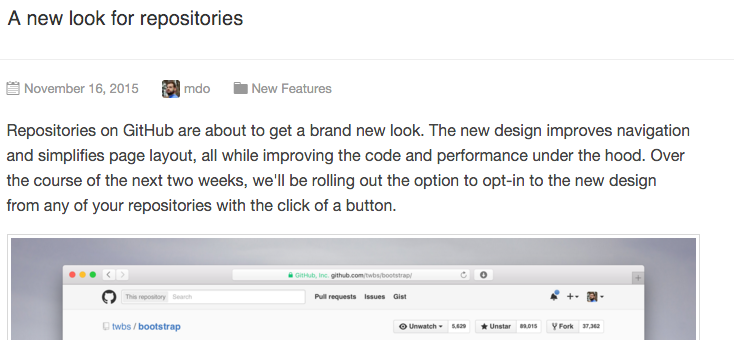 A new look for repositories
November 16, 2015 mdo New Features
Repositories on GitHub are about to get a brand new look. The new design improves navigation
and simplifies page layout, all while improving the code and performance under the hood. Over
the course of the next two weeks, we'll be rolling out the option to opt-in to the new design
from any of your repositories with the click of a button.
GitHub, Inc. github.com/twbs/bootstrap/
This repository Search Pull requests Issues Gist
twbs / bootstrap Unwatch 5,629 Unstar 89,015 Fork 37,362